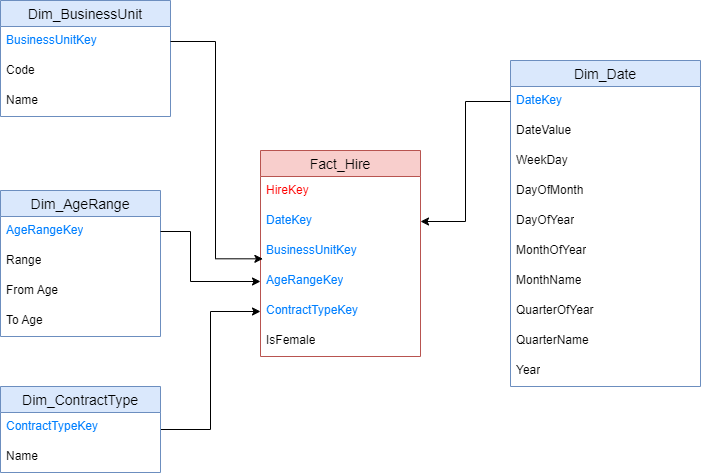 Dim_BusinessUnit
BusinessUnitKey
Code
Name
Dim_AgeRange
AgeRangeKey
Range
From Age
To Age
Dim_ContractType
ContractTypeKey
Name
Fact_Hire
HireKey
DateKey
BusinessUnitKey
AgeRangeKey
ContractTypeKey
IsFemale
Dim_Date
DateKey
DateValue
WeekDay
DayOfMonth
DayOfYear
MonthOfYear
MonthName
QuarterOfYear
QuarterName
Year